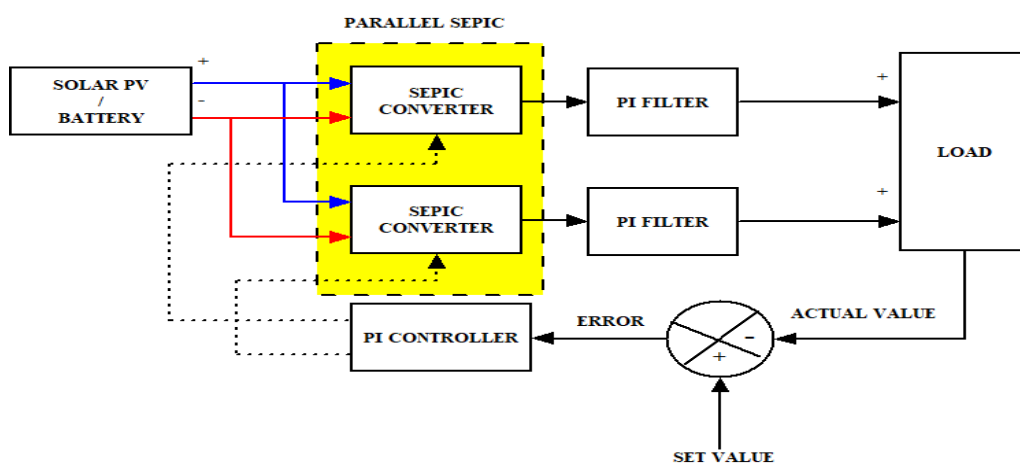 PARALLEL SEPIC
+
-
SOLAR PV
/
BATTERY
SEPIC
CONVERTER
PI FILTER
+
LOAD
SEPIC
CONVERTER
PI FILTER
+
PI CONTROLLER
ERROR
-
+
ACTUAL VALUE
SET VALUE